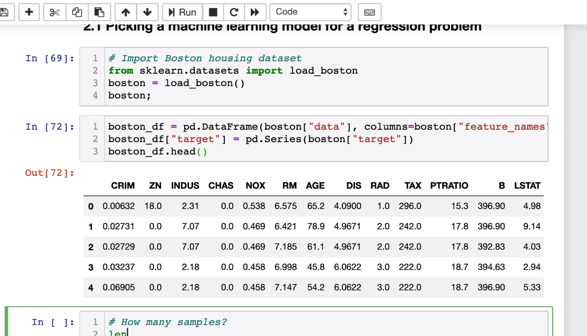 Run
Code
2.1 Picking a machine learning model for a regression problem
In [69]:
1 # Import Boston housing dataset
2 from sklearn.datasets import load_boston
3 boston = load_boston()
4 boston;
In [72]:
1 boston_df = pd.DataFrame(boston["data"], columns=boston["feature_names"
2 boston_df["target"] = pd.Series(boston["target"])
3 boston_df.head()
Out[72]:
CRIM ZN INDUS CHAS NOX RM AGE DIS RAD TAX PTRATIO B LSTAT
0 0.00632 18.0 2.31 0.0 0.538 6.575 65.2 4.0900 1.0 296.0 15.3 396.90 4.98
1 0.02731 0.0 7.07 0.0 0.469 6.421 78.9 4.9671 2.0 242.0 17.8 396.90 9.14
2 0.02729 0.0 7.07 0.0 0.469 7.185 61.1 4.9671 2.0 242.0 17.8 392.83 4.03
3 0.03237 0.0 2.18 0.0 0.458 6.998 45.8 6.0622 3.0 222.0 18.7 394.63 2.94
4 0.06905 0.0 2.18 0.0 0.458 7.147 54.2 6.0622 3.0 222.0 18.7 396.90 5.33
In [ ]:
1 # How many samples?
2 len